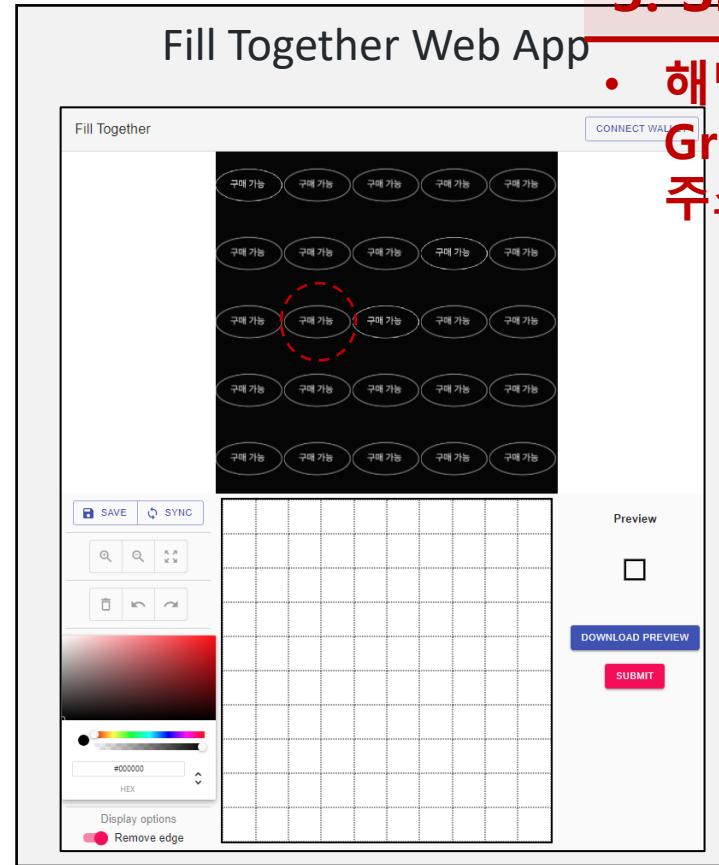 Fill Together Web App
Fill Together
CONNECT
구매 가능 구매 가능 구매 가능 구매 가능 구매 가능
구매 가능 구매 가능 구매 가능 구매 가능 구매 가능
구매 가능 구매 가능 구매 가능 구매 가능 구매 가능
구매 가능 구매 가능 구매 가능 구매 가능 구매 가능
구매 가능 구매 가능 구매 가능 구매 가능 구매 가능
SAVE SYNC
Preview
DOWNLOAD PREVIEW
SUBMIT
#000000
HEX
Display options
Remove edge